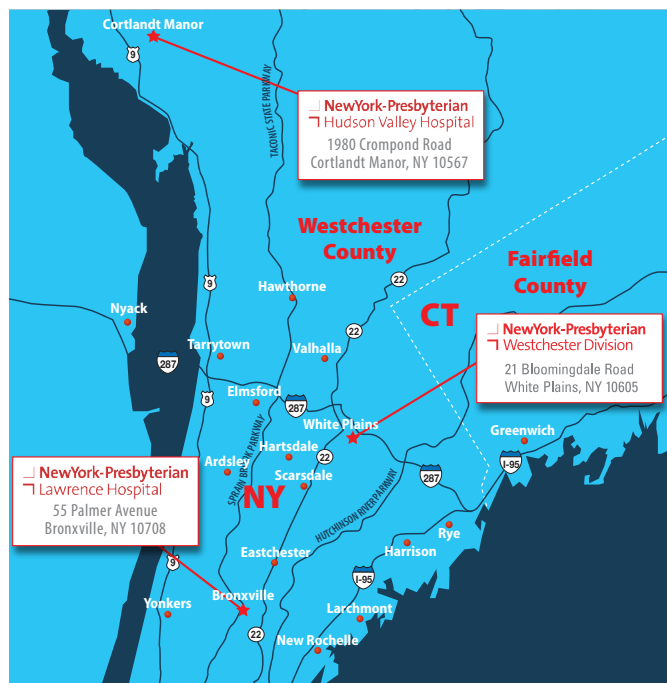 Cortlandt Manor
9
TACONIC STATE PARKWAY
NewYork-Presbyterian
Hudson Valley Hospital
1980 Crompond Road
Cortlandt Manor, NY 10567
Westchester
County
Fairfield
County
22
9
Hawthorne
Nyack
CT
22
Tarrytown
Valhalla
287
NewYork-Presbyterian
Westchester Division
21 Bloomingdale Road
White Plains, NY 10605
Elmsford
9
287
White Plains
SPRAIN BROOK PARKWAY
Greenwich
Hartsdale
22
Ardsley
I-95
NewYork-Presbyterian
Lawrence Hospital
55 Palmer Avenue
Bronxville, NY 10708
Scarsdale
287
NY
HUTCHINSON RIVER PARKWAY
Rye
Harrison
Eastchester
9
I-95
Bronxville
Yonkers
Larchmont
22
New Rochelle